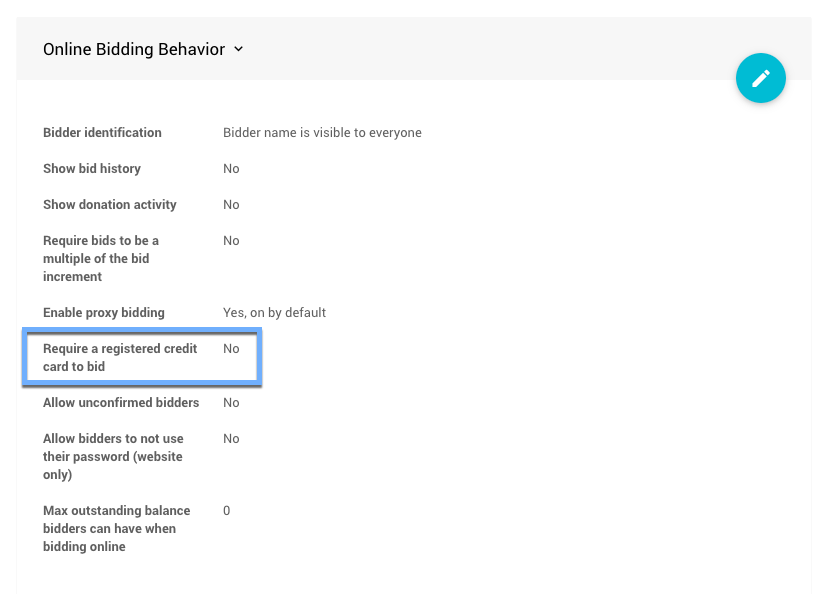 Online Bidding Behavior
Bidder identification Bidder name is visible to everyone
Show bid history No
Show donation activity No
Require bids to be a No
multiple of the bid
increment
Enable proxy bidding Yes, on by default
Require a registered credit No
card to bid
Allow unconfirmed bidders No
Allow bidders to not use No
their password (website
only)
Max outstanding balance 0
bidders can have when
bidding online